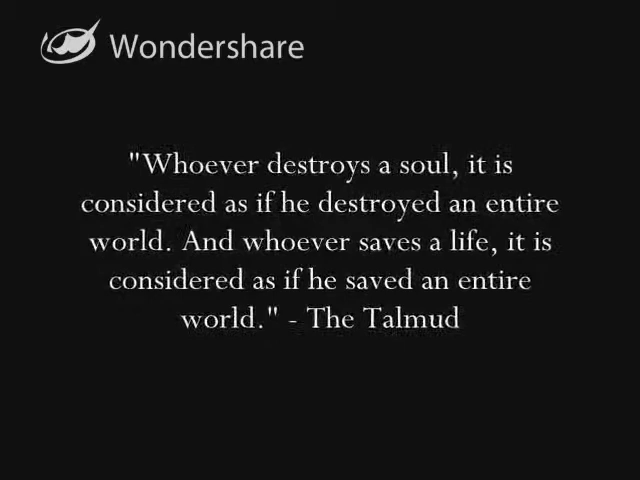 Wondershare
"Whoever destroys a soul, it is
considered as if he destroyed an entire
world. And whoever saves a life, it is
considered as if he saved an entire
world." - The Talmud